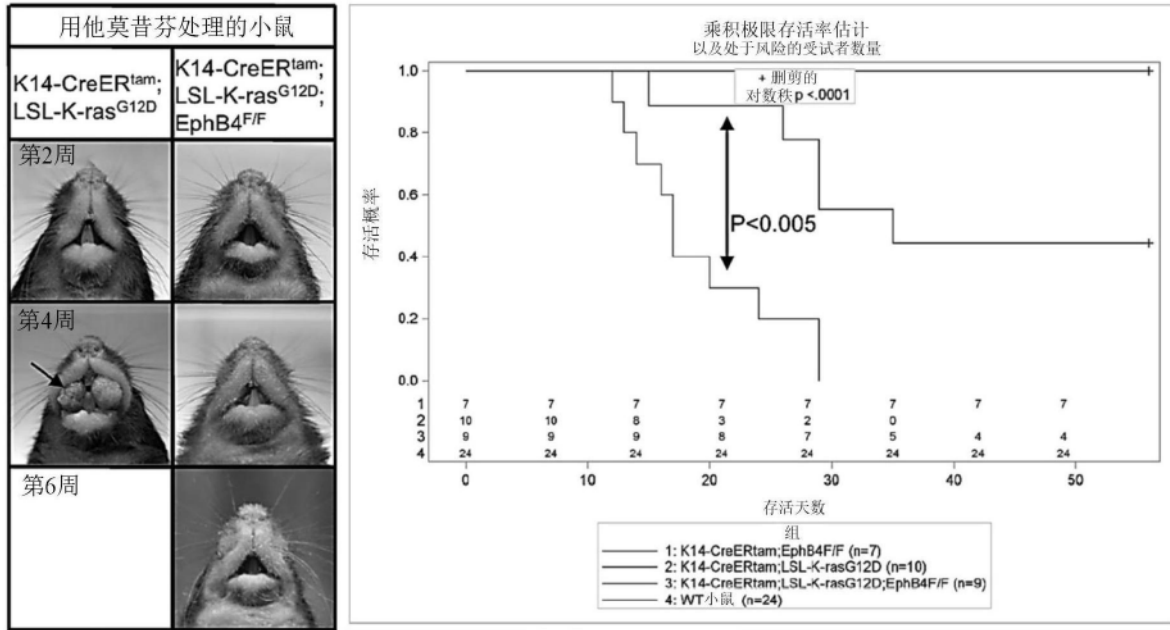 用他莫昔芬处理的小鼠
K14-CreERtam;
LSL-K-rasG12D
K14-CreERtam;
LSL-K-rasG12D;
EphB4F/F
第2周
第4周
第6周
乘积极限存活率估计
以及处于风险的受试者数量
+ 删剪的
对数秩 p <.0001
P<0.005
存活概率
1.0
0.8
0.6
0.4
0.2
0.0
1 7 7 7 7 7 7 7 7
2 10 10 8 3 2 0
3 9 9 9 8 7 5 4 4
4 24 24 24 24 24 24 24 24
0 10 20 30 40 50
存活天数
组
1: K14-CreERtam;EphB4F/F (n=7)
2: K14-CreERtam;LSL-K-rasG12D (n=10)
3: K14-CreERtam;LSL-K-rasG12D;EphB4F/F (n=9)
4: WT小鼠 (n=24)